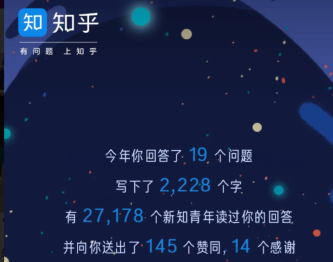 知 知乎
有问题 上知乎
今年你回答了 19 个问题
写下了 2,228 个字
有 27,178 个新知青年读过你的回答
并向你送出了 145 个赞同, 14 个感谢